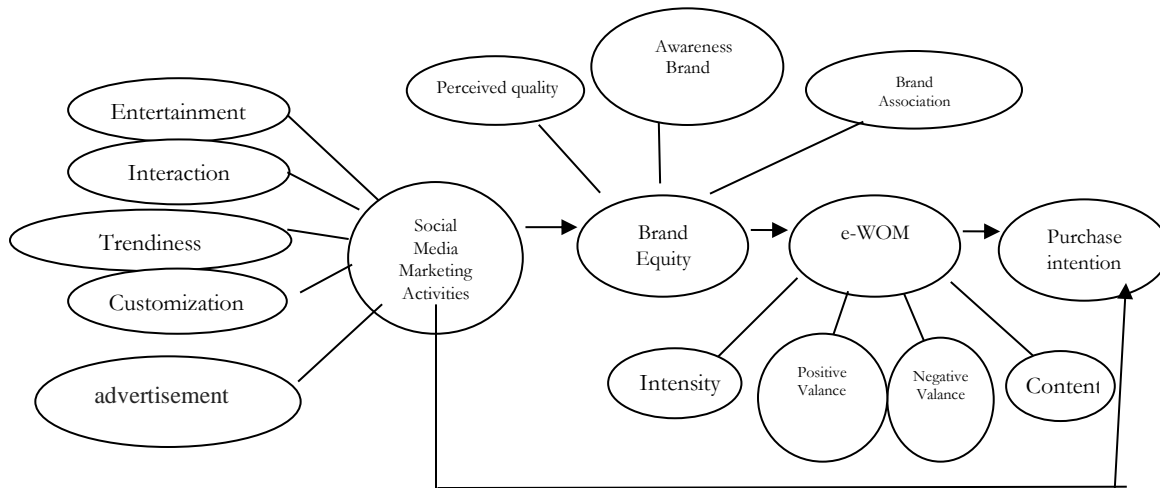 Awareness
Brand
Perceived quality
Brand
Association
Entertainment
Interaction
Trendiness
Customization
advertisement
Social
Media
Marketing
Activities
Brand
Equity
e-WOM
Purchase
intention
Intensity
Positive
Valance
Negative
Valance
Content